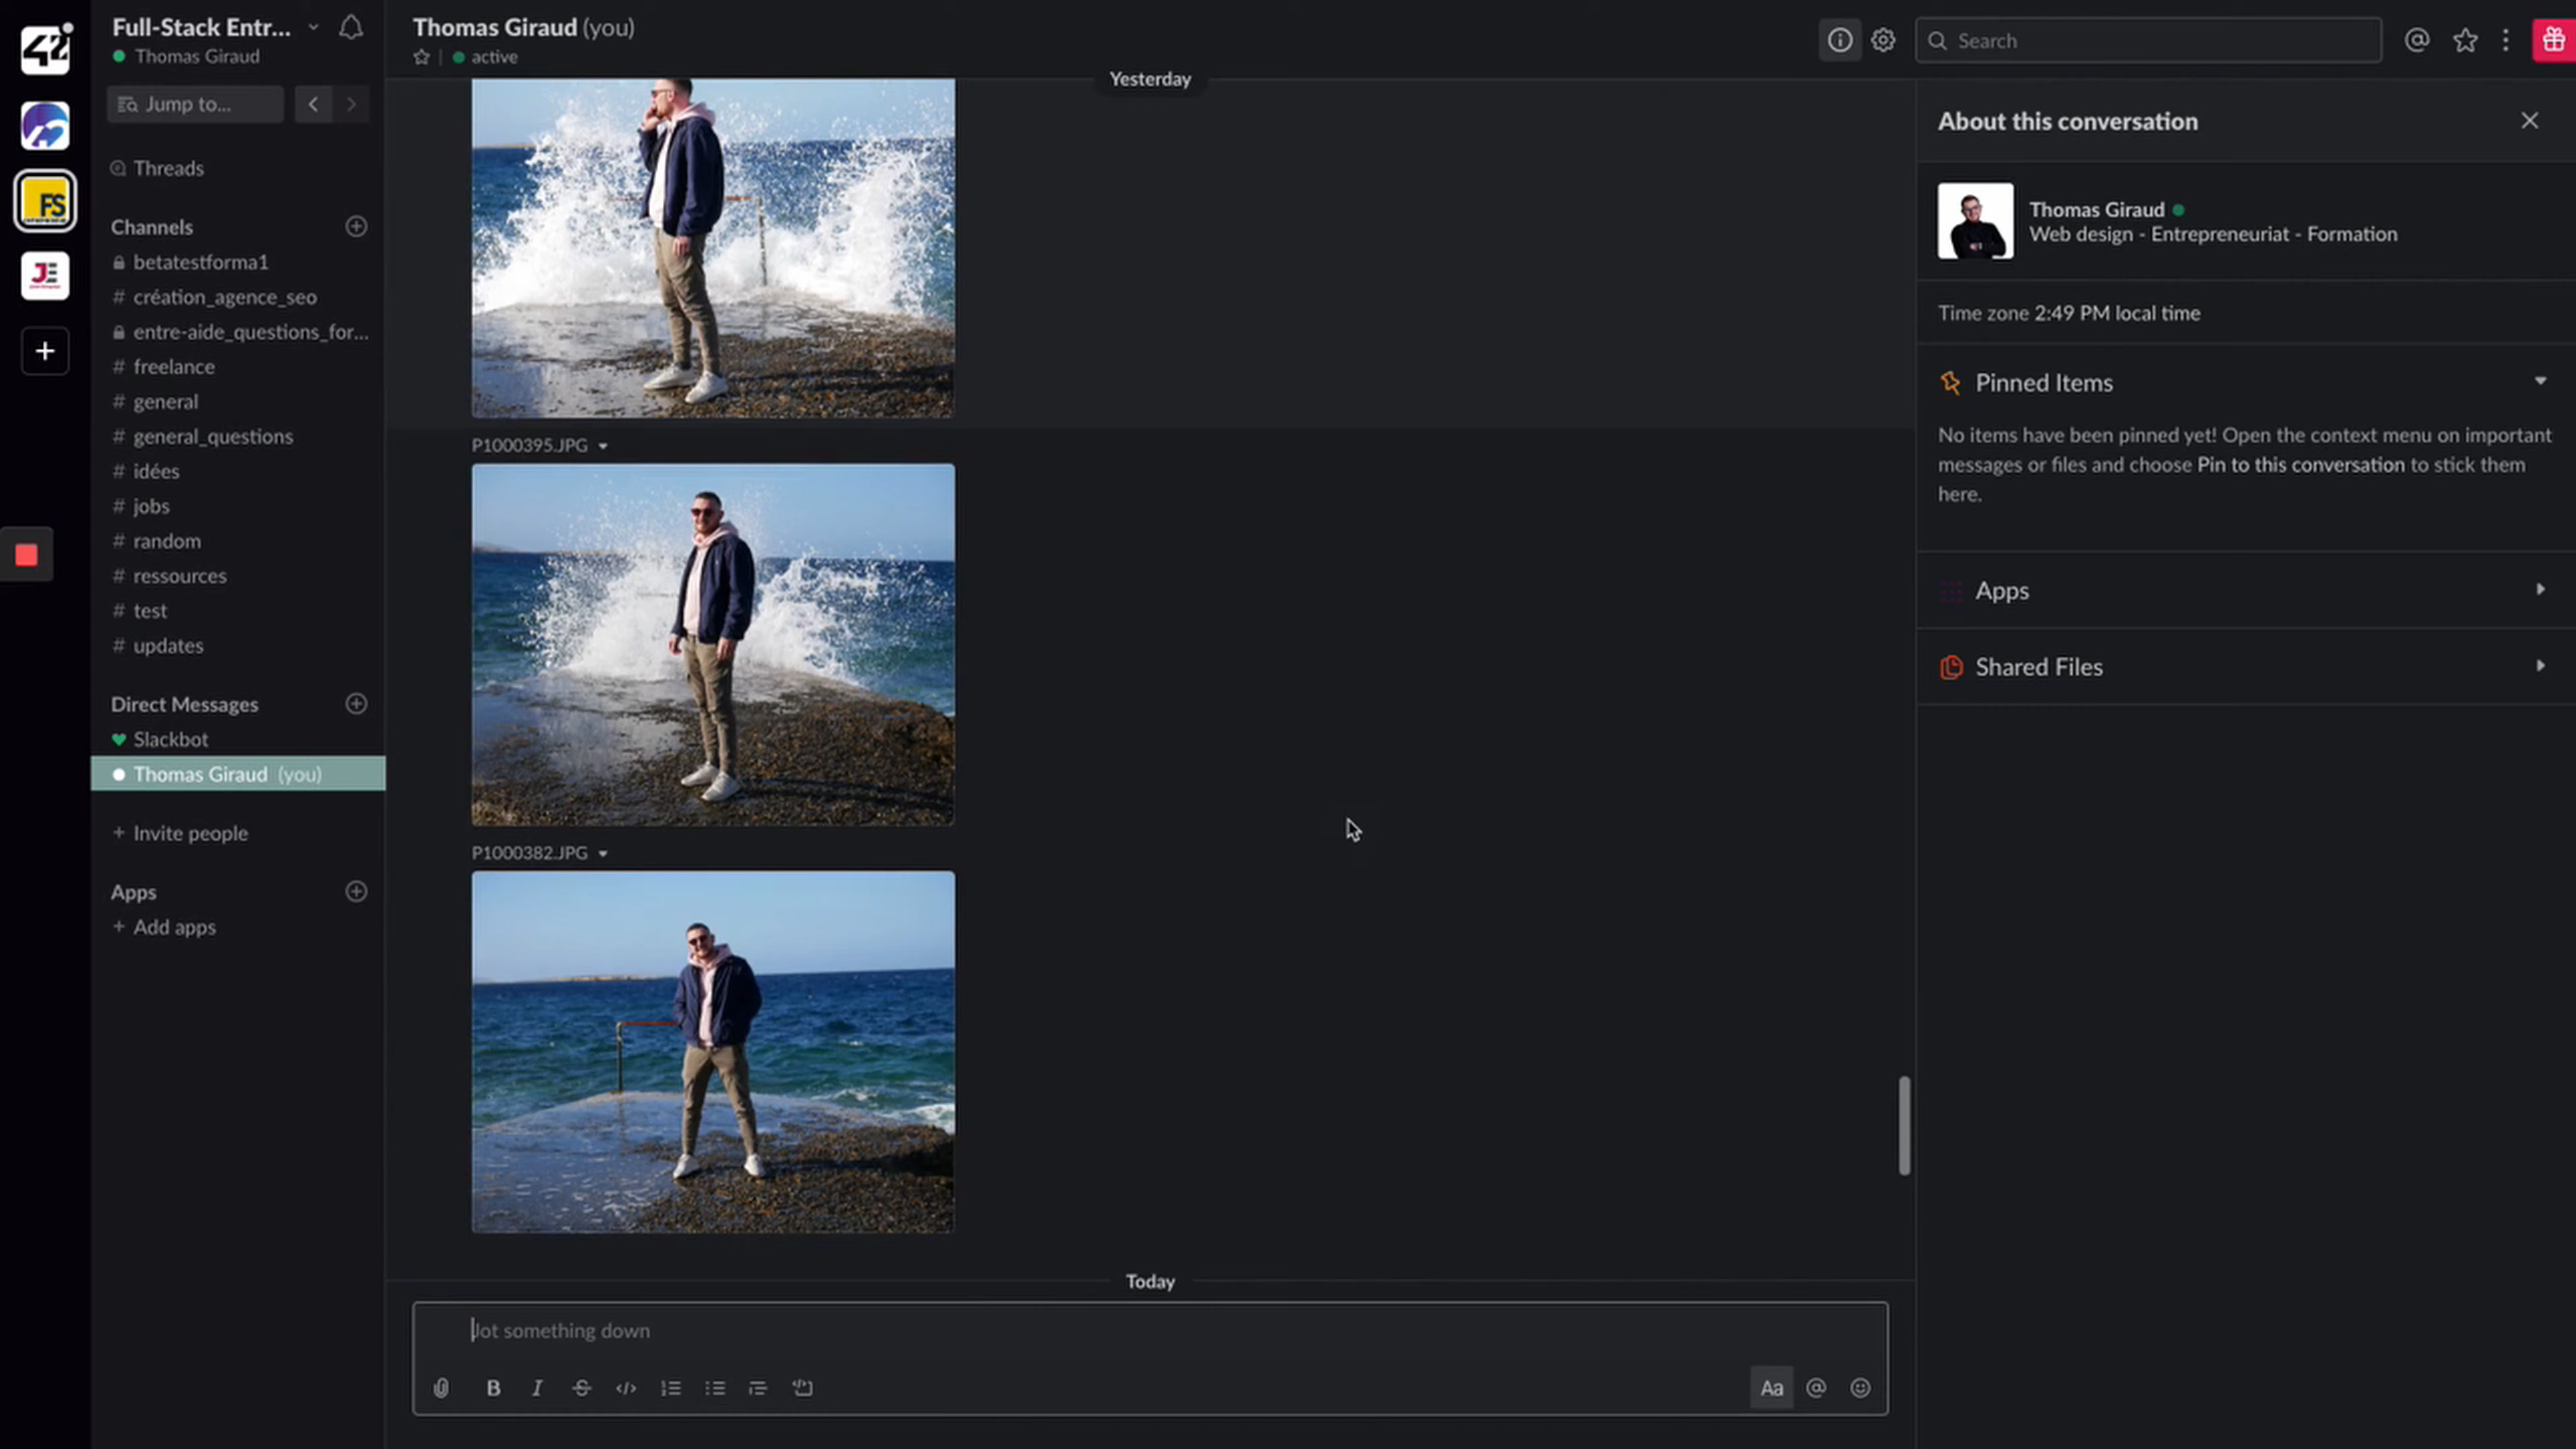 42
Full-Stack Entr...
Thomas Giraud
Jump to...
Threads
Channels
betatestforma1
# création_agence_seo
entre-aide_questions_for...
# freelance
# general
# general_questions
# idées
# jobs
# random
# ressources
# test
# updates
Direct Messages
Slackbot
Thomas Giraud (you)
+ Invite people
Apps
+ Add apps
FS
JE
Thomas Giraud (you)
active
Yesterday
P1000395.JPG
P1000382.JPG
Today
Jot something down
B I S </>
Aa @
Search
@
About this conversation
Thomas Giraud
Web design - Entrepreneuriat - Formation
Time zone 2:49 PM local time
Pinned Items
No items have been pinned yet! Open the context menu on important
messages or files and choose Pin to this conversation to stick them
here.
Apps
Shared Files